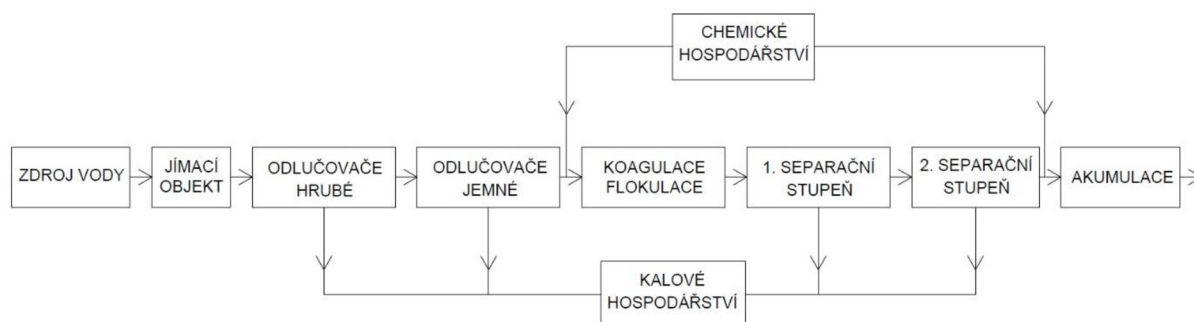 CHEMICKÉ
HOSPODÁŘSTVÍ
ZDROJ VODY
JÍMACÍ
OBJEKT
ODLUČOVAČE
HRUBÉ
ODLUČOVAČE
JEMNÉ
KOAGULACE
FLOKULACE
1. SEPARAČNÍ
STUPEŇ
2. SEPARAČNÍ
STUPEŇ
AKUMULACE
KALOVÉ
HOSPODÁŘSTVÍ